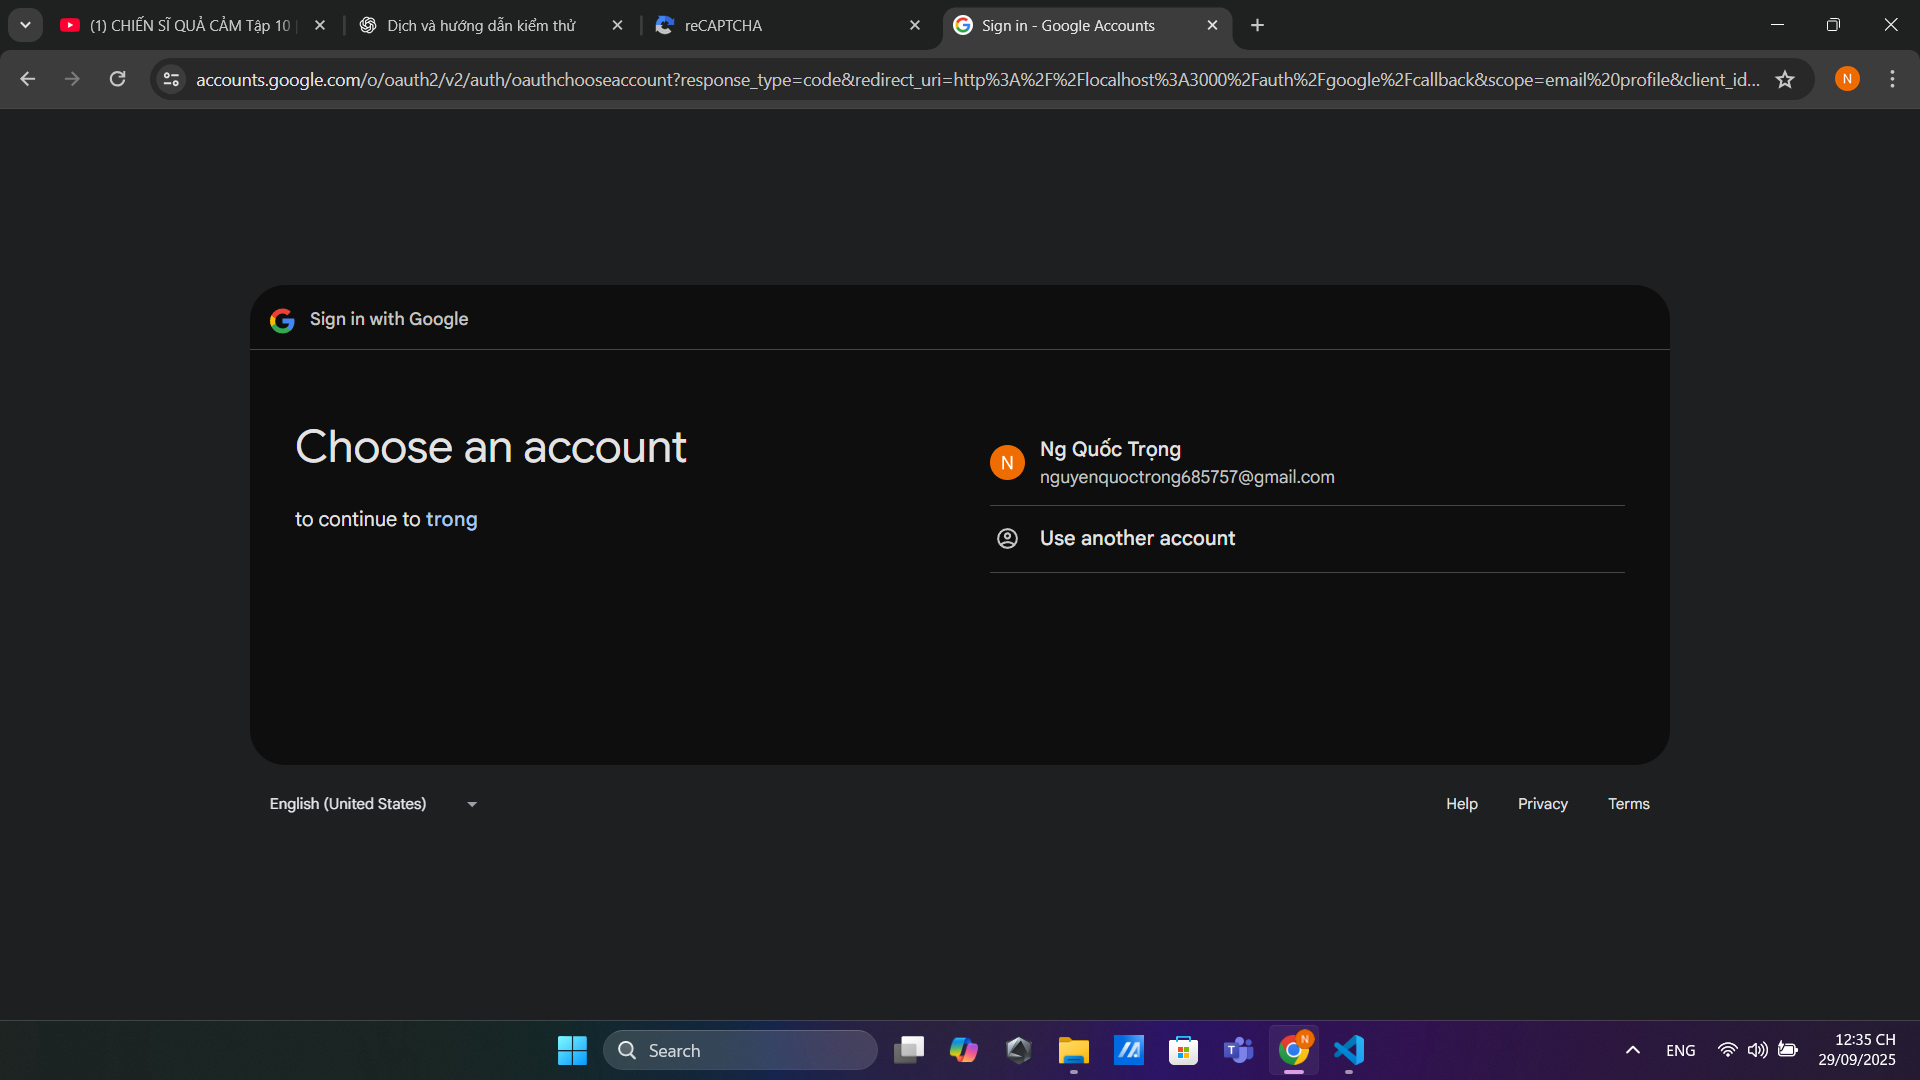 (1) CHIẾN SĨ QUẢ CẢM Tập 10 |
Dịch và hướng dẫn kiểm thử
reCAPTCHA
Sign in - Google Accounts
accounts.google.com/o/oauth2/v2/auth/oauthchooseaccount?response_type=code&redirect_uri=http%3A%2F%2Flocalhost%3A3000%2Fauth%2Fgoogle%2Fcallback&scope=email%20profile&client_id...
N
Sign in with Google
Choose an account
to continue to trong
N
Ng Quốc Trọng
nguyenquoctrong685757@gmail.com
Use another account
English (United States)
Help
Privacy
Terms
Search
N
ENG
12:35 CH
29/09/2025